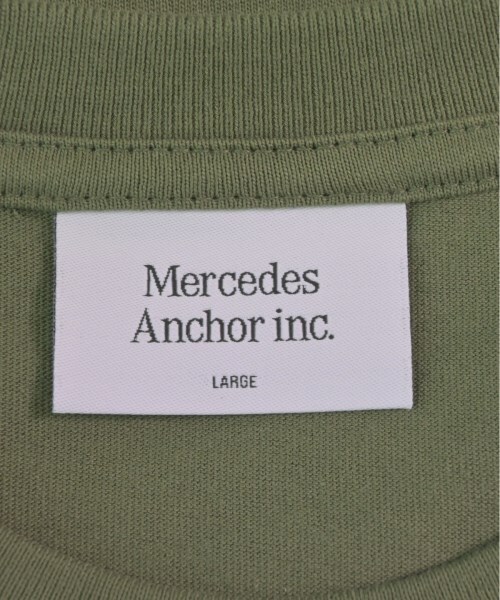 Mercedes
Anchor inc.
LARGE